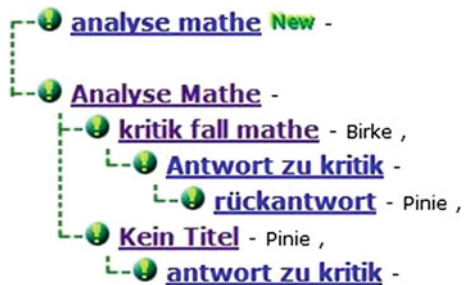 analyse mathe New -
Analyse Mathe -
kritik fall mathe - Birke ,
Antwort zu kritik -
rückantwort - Pinie ,
Kein Titel - Pinie ,
antwort zu kritik -